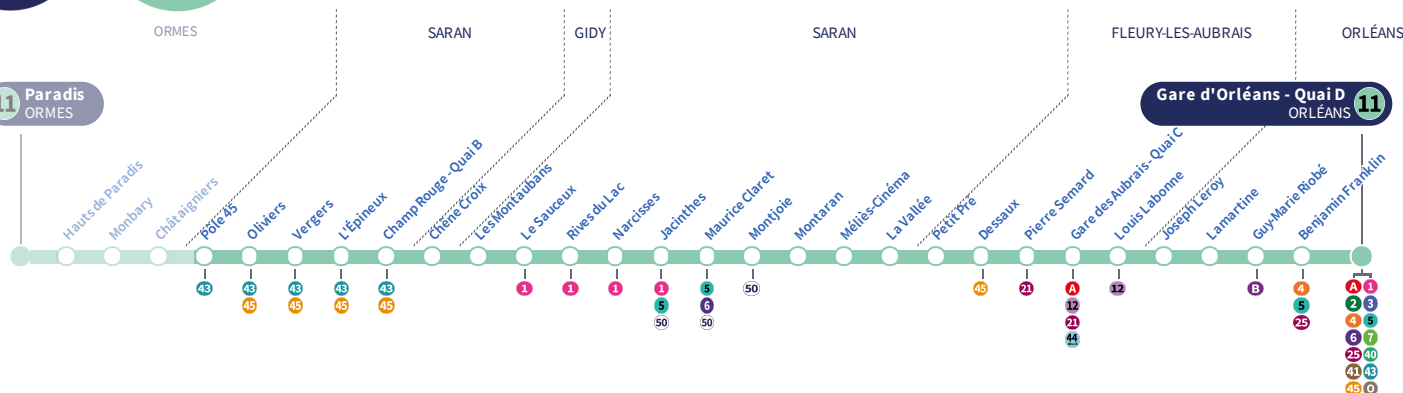 ORMES
SARAN
GIDY
SARAN
FLEURY-LES-AUBRAIS
ORLÉANS
11
Paradis
ORMES
Gare d'Orléans - Quai D
ORLÉANS
11
Hauts de Paradis
Monbary
Châtaigniers
Pôle 45
Oliviers
Vergers
L'Épineux
Champ Rouge - Quai B
Chêne Croix
Les Montaubans
Le Sauceux
Rives du Lac
Narcisses
Jacinthes
Maurice Claret
Montjoie
Montaran
Méliès-Cinéma
La Vallée
Petit Pré
Dessaux
Pierre Semard
Gare des Aubrais - Quai C
Louis Labonne
Joseph Leroy
Lamartine
Guy-Marie Riobé
Benjamin Franklin
43
43
45
43
45
43
45
43
45
1
1
1
1
5
50
5
6
50
50
45
21
A
12
21
44
12
B
4
5
25
A 1
2 3
4 5
6 7
25 40
41 43
45 O